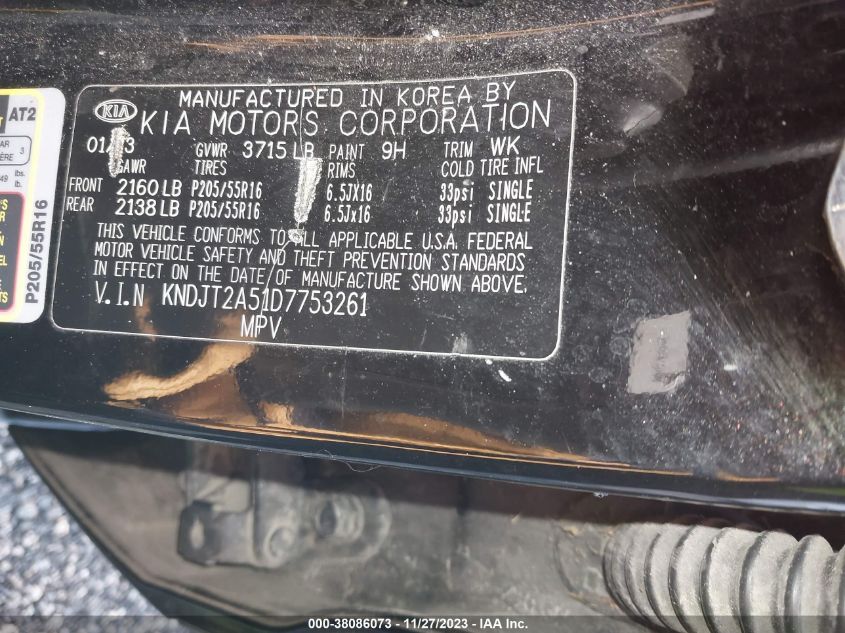 MANUFACTURED IN KOREA BY
KIA KIA MOTORS CORPORATION
GVWR 3715 LB PAINT 9H TRIM WK
GAWR TIRES RIMS COLD TIRE INFL
FRONT 2160 LB P205/55R16 6.5JX16 33psi SINGLE
REAR 2138 LB P205/55R16 6.5Jx16 33psi SINGLE
THIS VEHICLE CONFORMS TO ALL APPLICABLE U.S.A. FEDERAL
MOTOR VEHICLE SAFETY AND THEFT PREVENTION STANDARDS
IN EFFECT ON THE DATE OF MANUFACTURE SHOWN ABOVE.
V.I.N KNDJT2A51D7753261
MPV
AT2
3
lbs.
P205/55R16
000-38086073 - 11/27/2023 - IAA Inc.